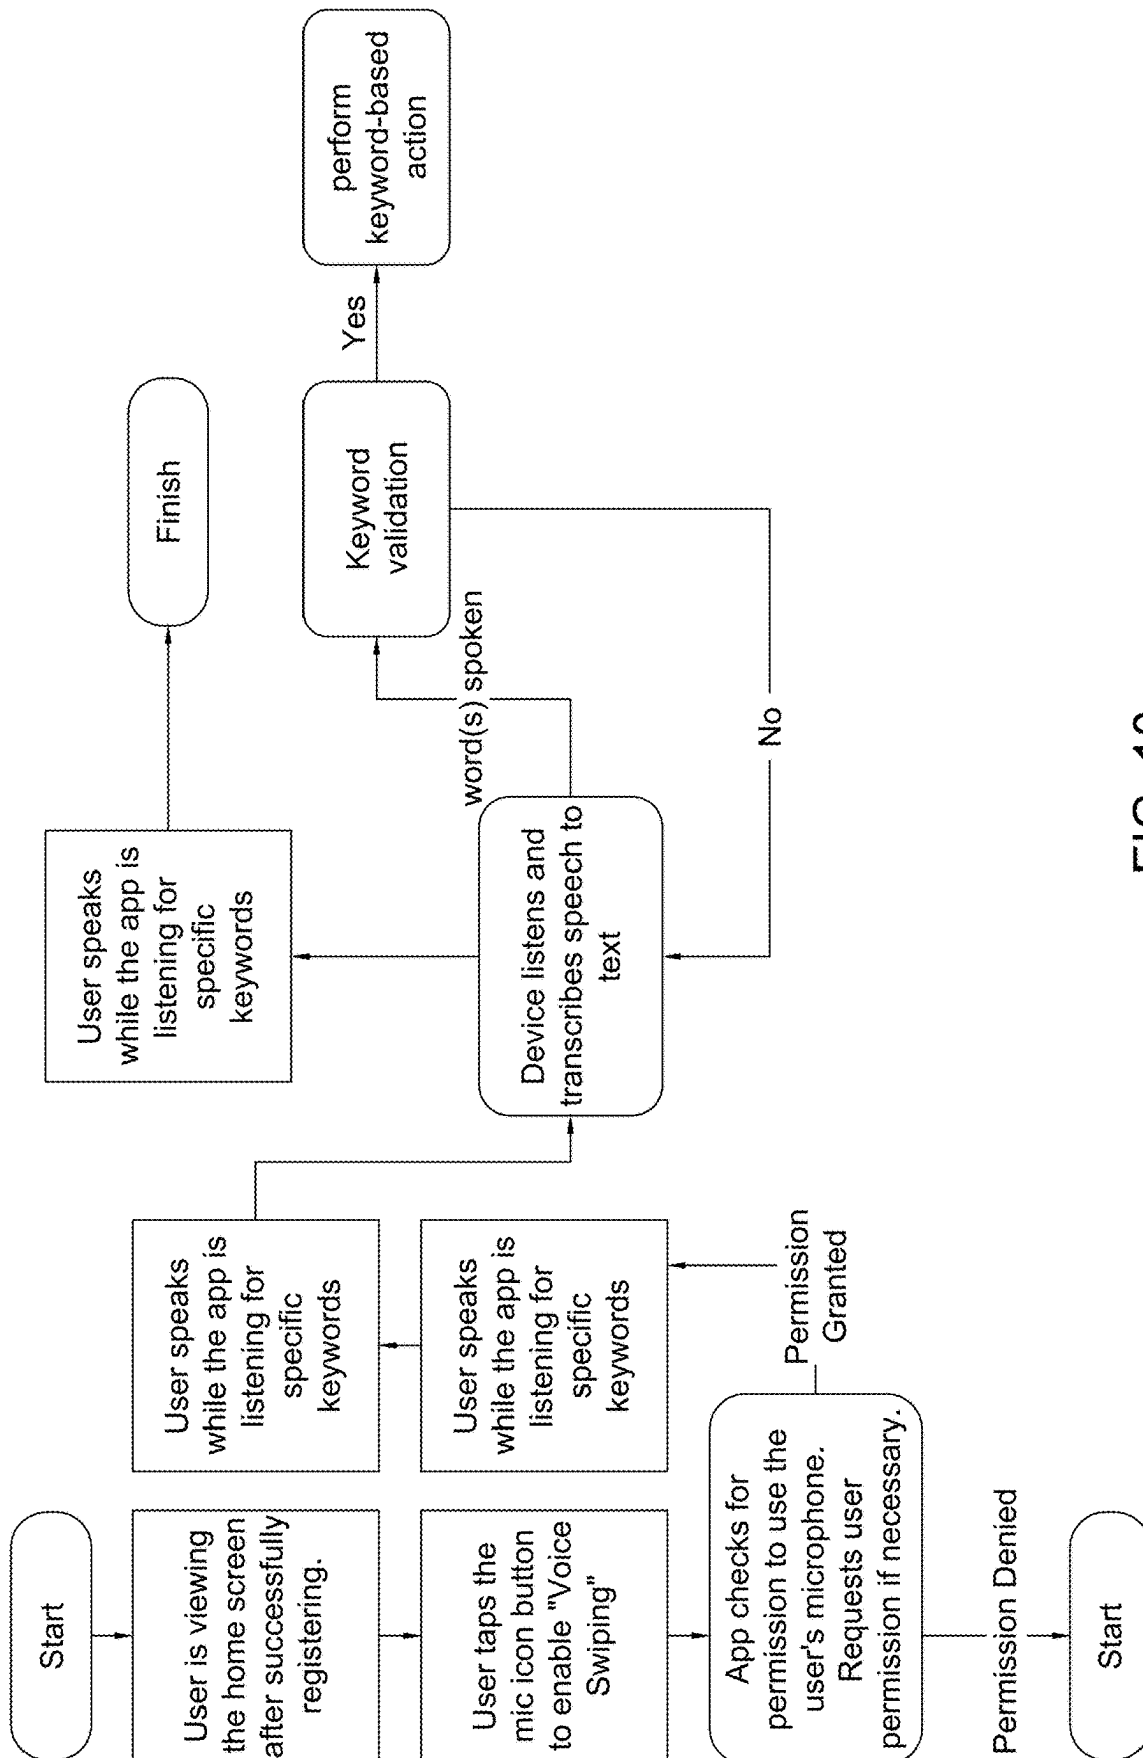 Start
User is viewing
the home screen
after successfully
registering.
User taps the
mic icon button
to enable "Voice
Swiping"
App checks for
permission to use the
user's microphone.
Requests user
permission if necessary.
Permission Denied
Start
Permission
Granted
User speaks
while the app is
listening for
specific
keywords
User speaks
while the app is
listening for
specific
keywords
Device listens and
transcribes speech to
text
User speaks
while the app is
listening for
specific
keywords
Finish
word(s) spoken
Keyword
validation
No
Yes
perform
keyword-based
action